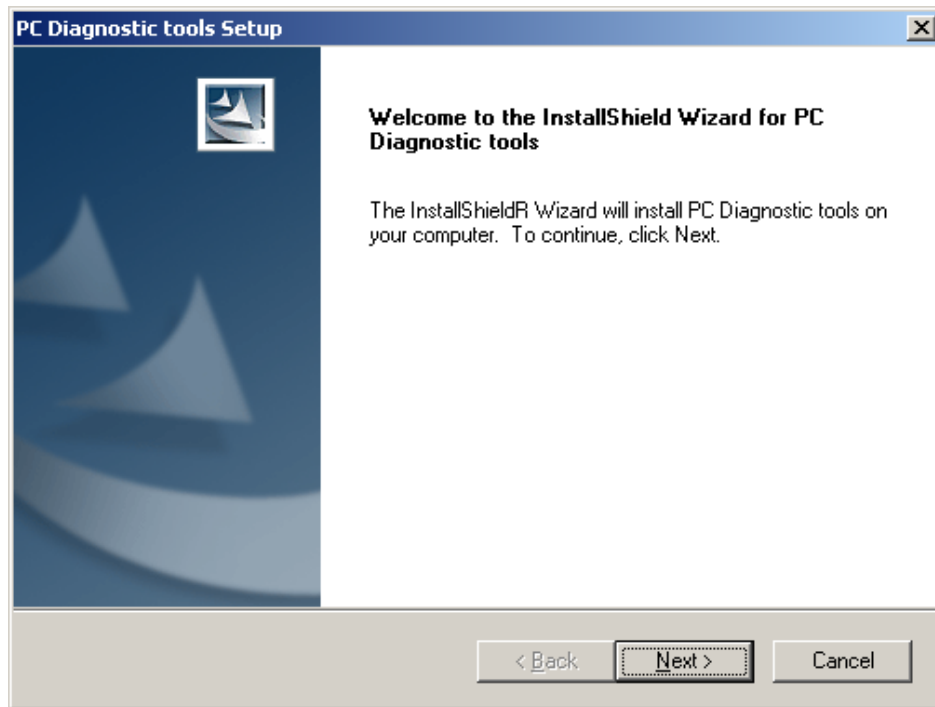 PC Diagnostic tools Setup
Welcome to the InstallShield Wizard for PC
Diagnostic tools
The InstallShieldR Wizard will install PC Diagnostic tools on
your computer.  To continue, click Next.
< Back
Next >
Cancel